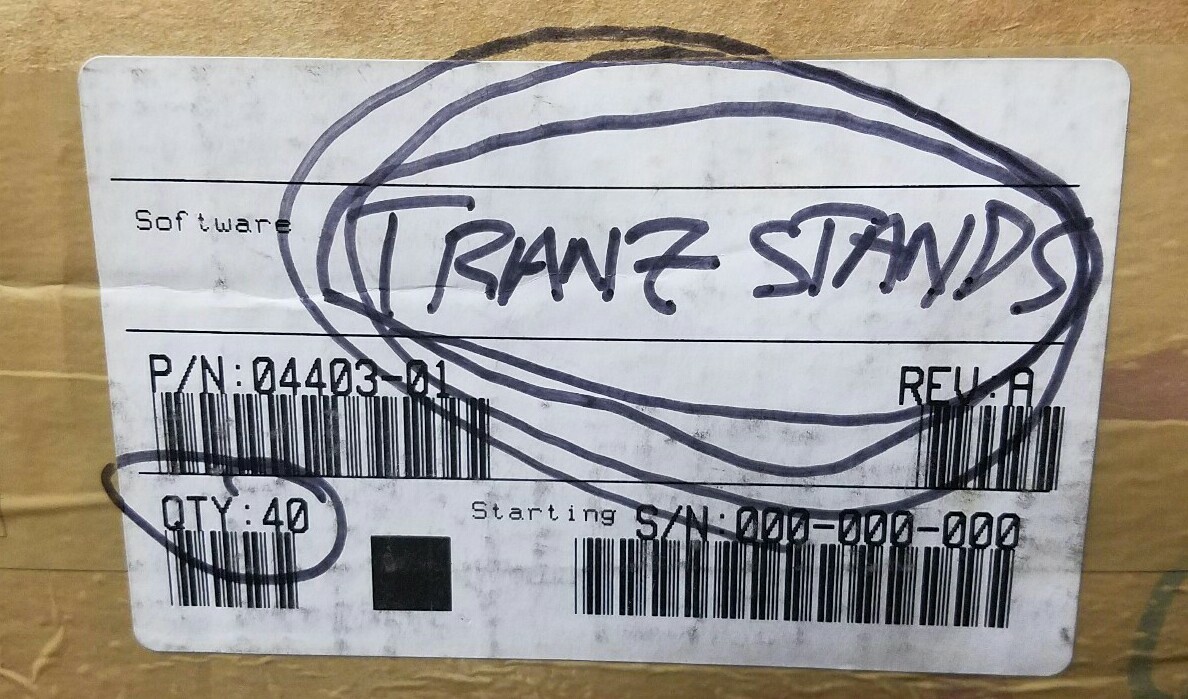 Software TRANZ STANDS
P/N:04403-01 REV:A
QTY:40 Starting S/N:000-000-000